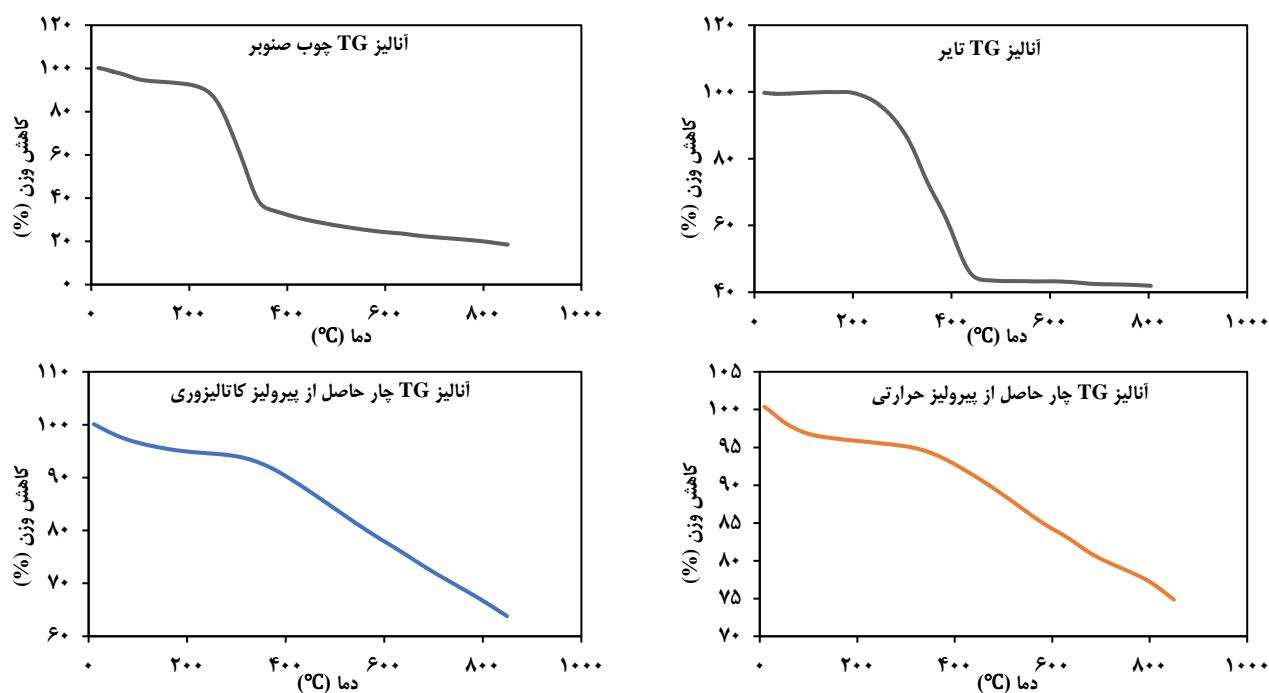 آنالیز TG چوب صنوبر
کاهش وزن (%)
۱۲۰
۱۰۰
۸۰
۶۰
۴۰
۲۰
۰
۰ ۲۰۰ ۴۰۰ ۶۰۰ ۸۰۰ ۱۰۰۰
دما (℃)
آنالیز TG تایر
کاهش وزن (%)
۱۲۰
۱۰۰
۸۰
۶۰
۴۰
۰ ۲۰۰ ۴۰۰ ۶۰۰ ۸۰۰ ۱۰۰۰
دما (℃)
آنالیز TG چار حاصل از پیرولیز کاتالیزوری
کاهش وزن (%)
۱۱۰
۱۰۰
۹۰
۸۰
۷۰
۶۰
۰ ۲۰۰ ۴۰۰ ۶۰۰ ۸۰۰ ۱۰۰۰
دما (℃)
آنالیز TG چار حاصل از پیرولیز حرارتی
کاهش وزن (%)
۱۰۵
۱۰۰
۹۵
۹۰
۸۵
۸۰
۷۵
۷۰
۰ ۲۰۰ ۴۰۰ ۶۰۰ ۸۰۰ ۱۰۰۰
دما (℃)